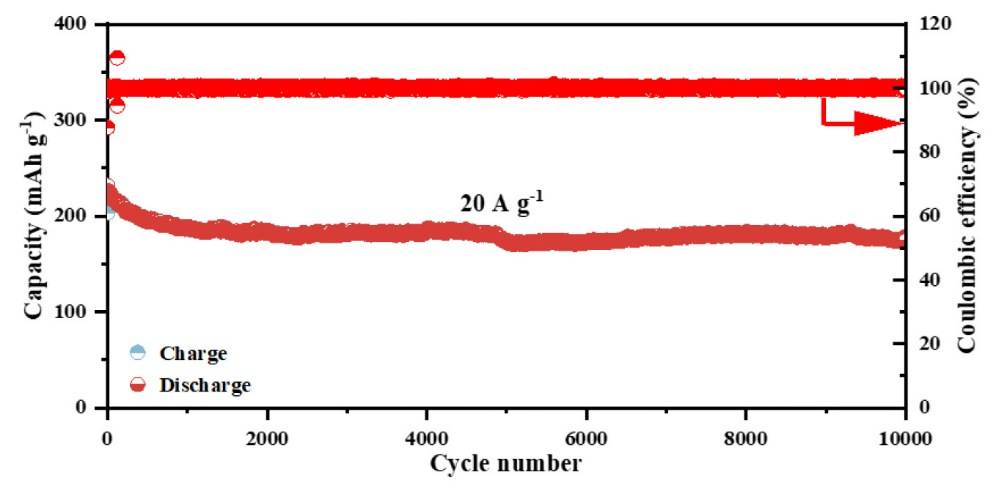 400
300
200
100
0
Capacity (mAh g⁻¹)
120
100
80
60
40
20
0
Coulombic efficiency (%)
20 A g⁻¹
Charge
Discharge
0 2000 4000 6000 8000 10000
Cycle number